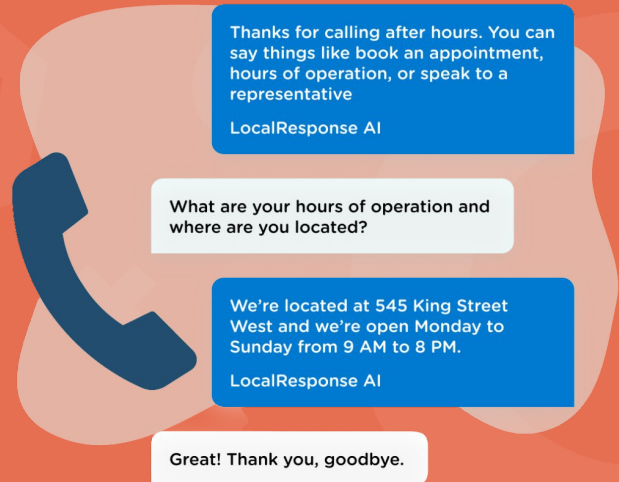 Thanks for calling after hours. You can
say things like book an appointment,
hours of operation, or speak to a
representative
LocalResponse AI
What are your hours of operation and
where are you located?
We’re located at 545 King Street
West and we’re open Monday to
Sunday from 9 AM to 8 PM.
LocalResponse AI
Great! Thank you, goodbye.